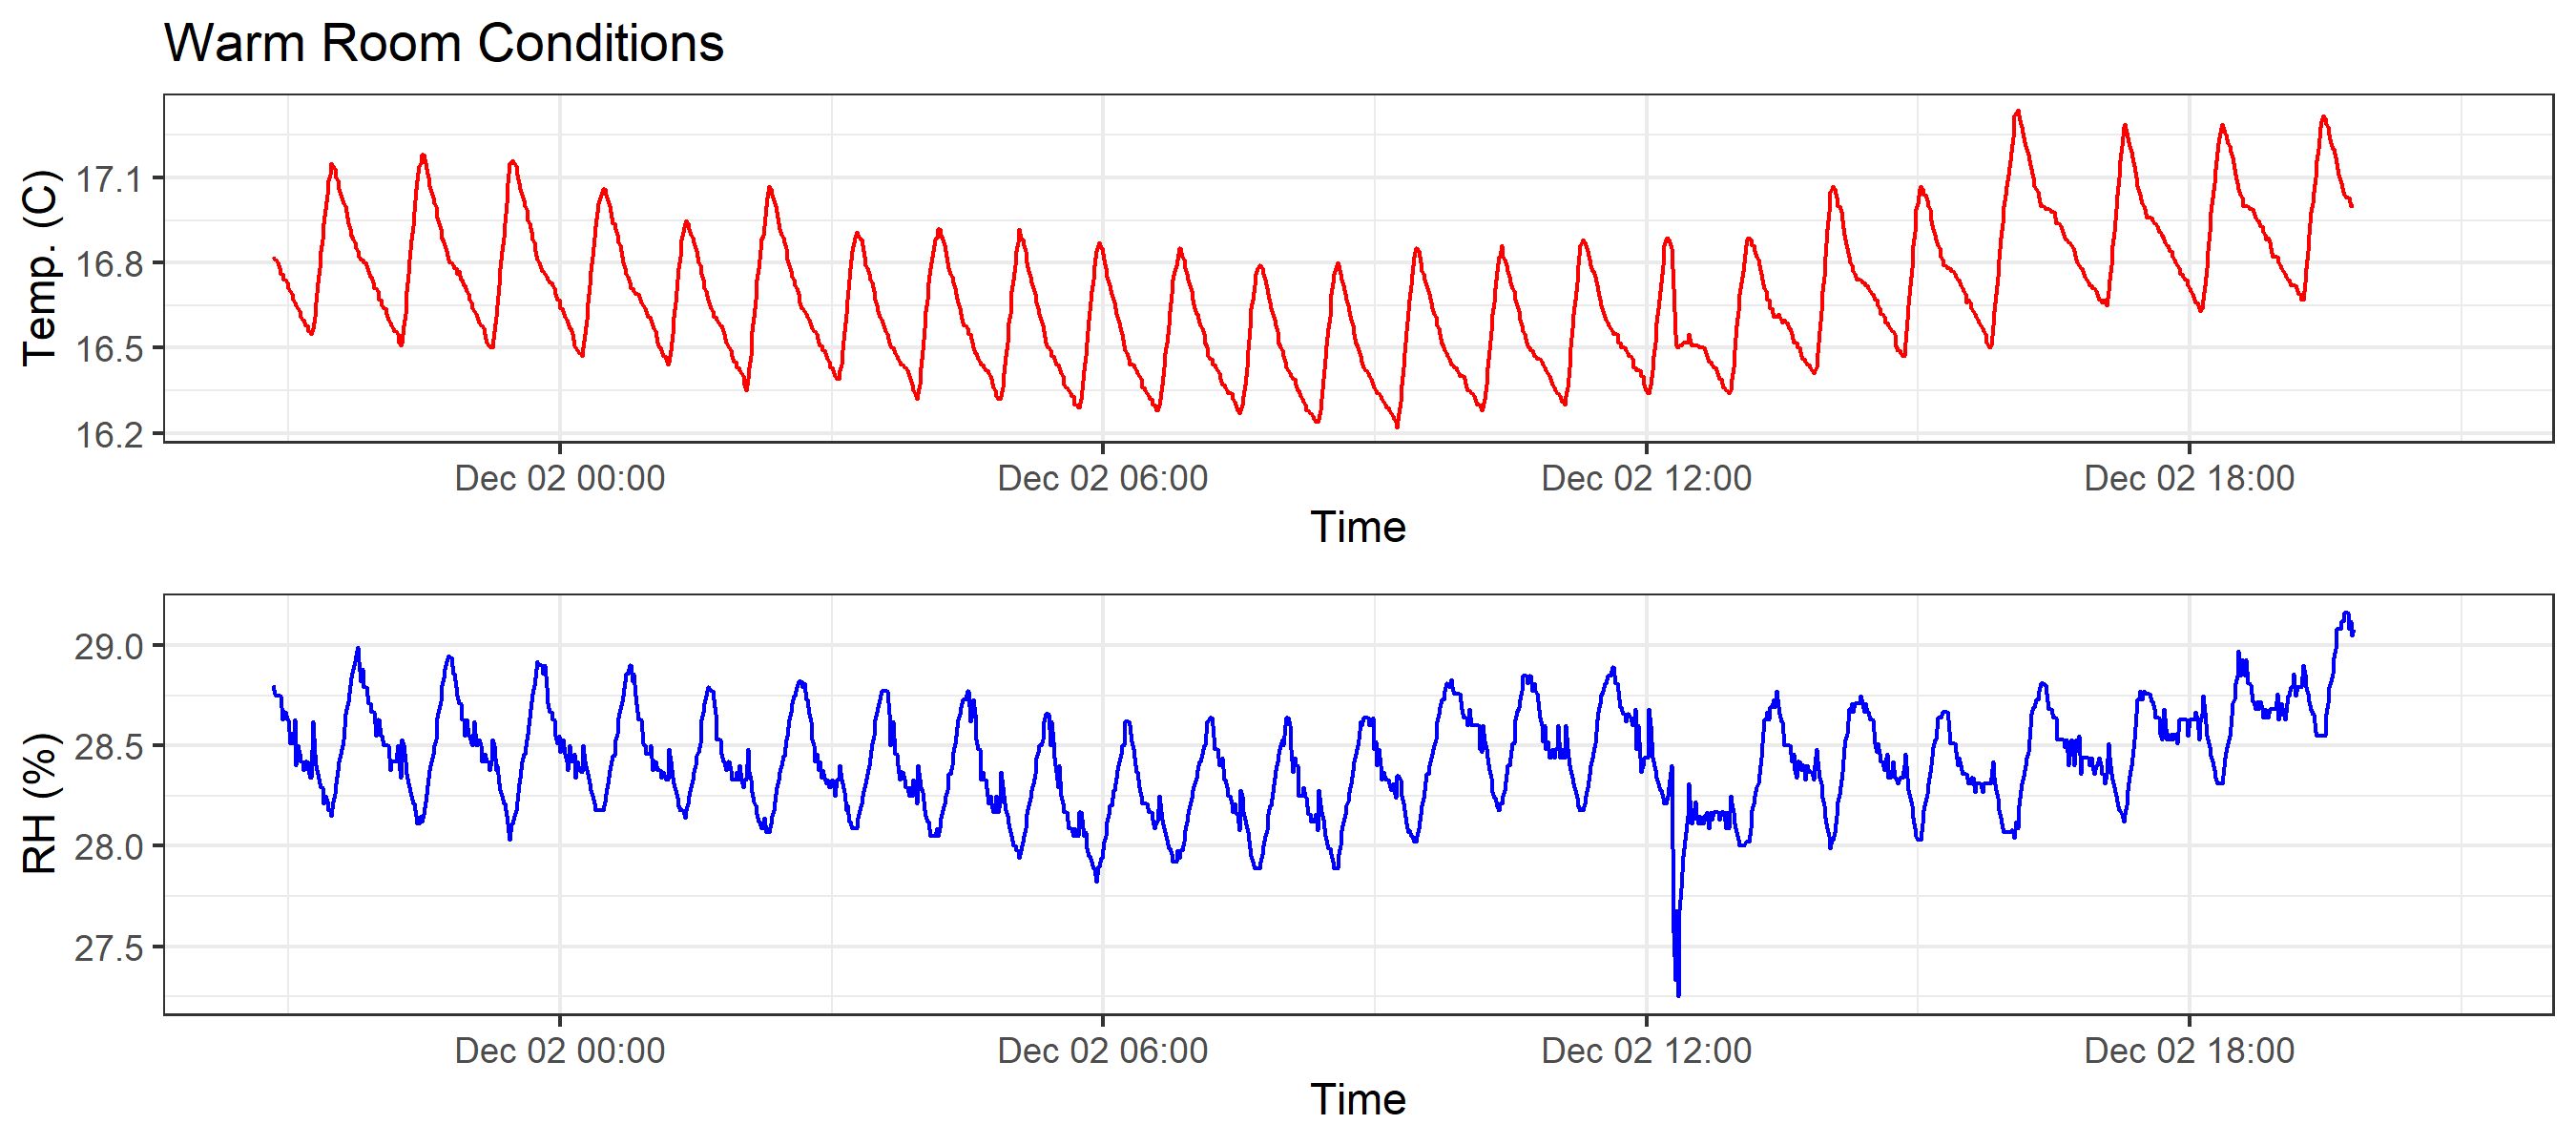 Warm Room Conditions
Temp. (C)
17.1
16.8
16.5
16.2
Dec 02 00:00 Dec 02 06:00 Dec 02 12:00 Dec 02 18:00
Time
RH (%)
29.0
28.5
28.0
27.5
Dec 02 00:00 Dec 02 06:00 Dec 02 12:00 Dec 02 18:00
Time